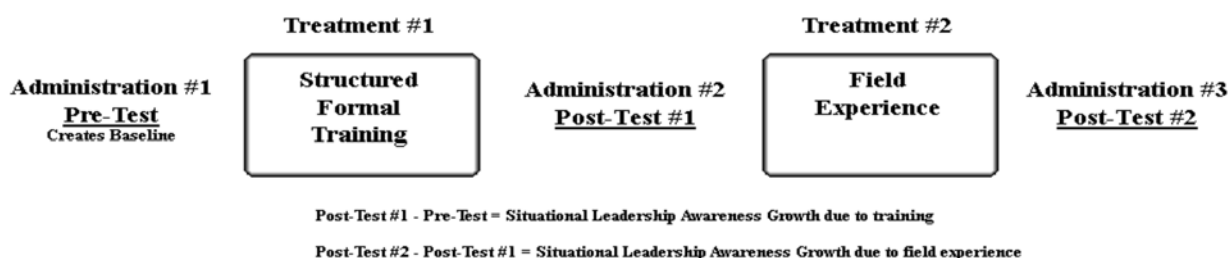 Treatment #1
Treatment #2
Administration #1
Pre-Test
Creates Baseline
Structured
Formal
Training
Administration #2
Post-Test #1
Field
Experience
Administration #3
Post-Test #2
Post-Test #1 - Pre-Test = Situational Leadership Awareness Growth due to training
Post-Test #2 - Post-Test #1 = Situational Leadership Awareness Growth due to field experience